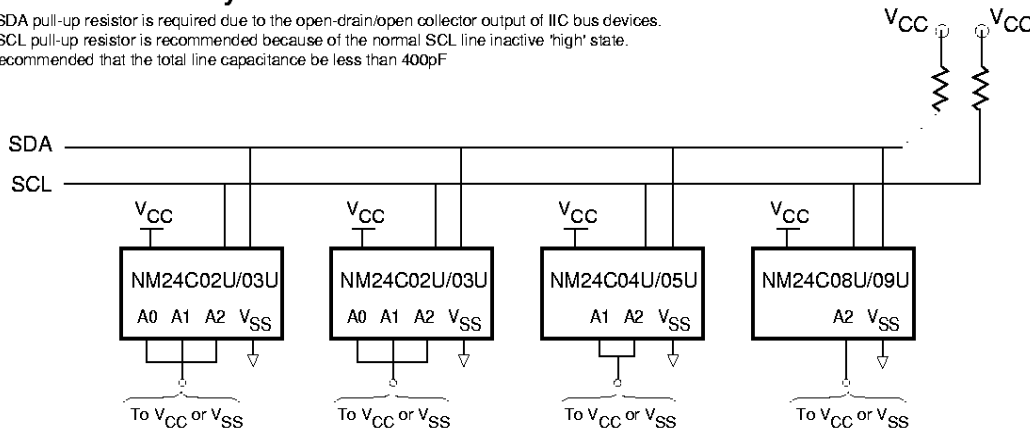 SDA pull-up resistor is required due to the open-drain/open collector output of IIC bus devices.
SCL pull-up resistor is recommended because of the normal SCL line inactive 'high' state.
recommended that the total line capacitance be less than 400pF
VCC VCC
SDA
SCL
VCC VCC VCC VCC
NM24C02U/03U NM24C02U/03U NM24C04U/05U NM24C08U/09U
A0 A1 A2 VSS A0 A1 A2 VSS A1 A2 VSS A2 VSS
To VCC or VSS To VCC or VSS To VCC or VSS To VCC or VSS